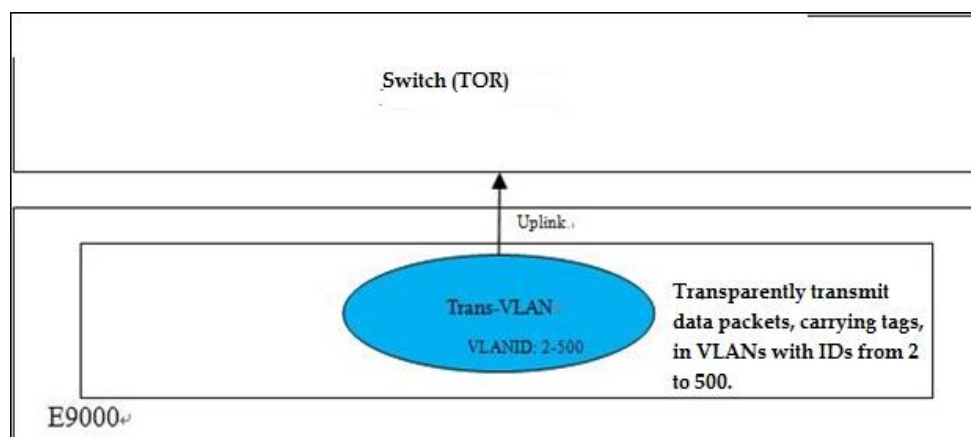 Switch (TOR)
Uplink
Trans-VLAN
VLANID: 2-500
Transparently transmit
data packets, carrying tags,
in VLANs with IDs from 2
to 500.
E9000